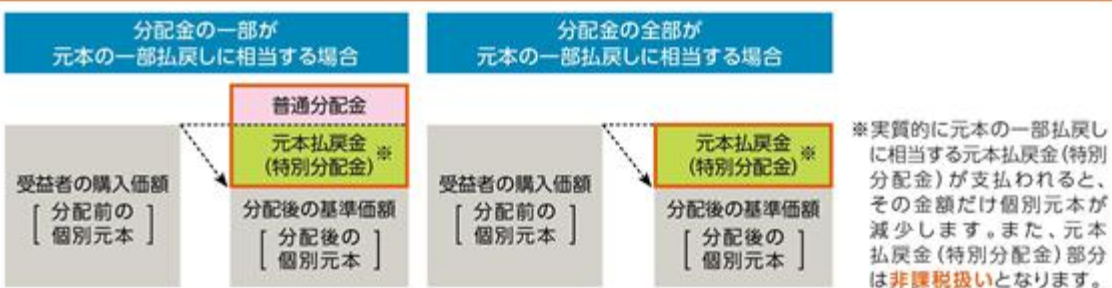 分配金の一部が
元本の一部払戻しに相当する場合
普通分配金
元本払戻金
(特別分配金)
※
受益者の購入価額
[分配前の
個別元本]
分配後の基準価額
[分配後の
個別元本]
分配金の全部が
元本の一部払戻しに相当する場合
元本払戻金
(特別分配金)
※
受益者の購入価額
[分配前の
個別元本]
分配後の基準価額
[分配後の
個別元本]
※実質的に元本の一部払戻し
に相当する元本払戻金(特別
分配金)が支払われると、
その金額だけ個別元本が
減少します。また、元本
払戻金(特別分配金)部分
は非課税扱いとなります。